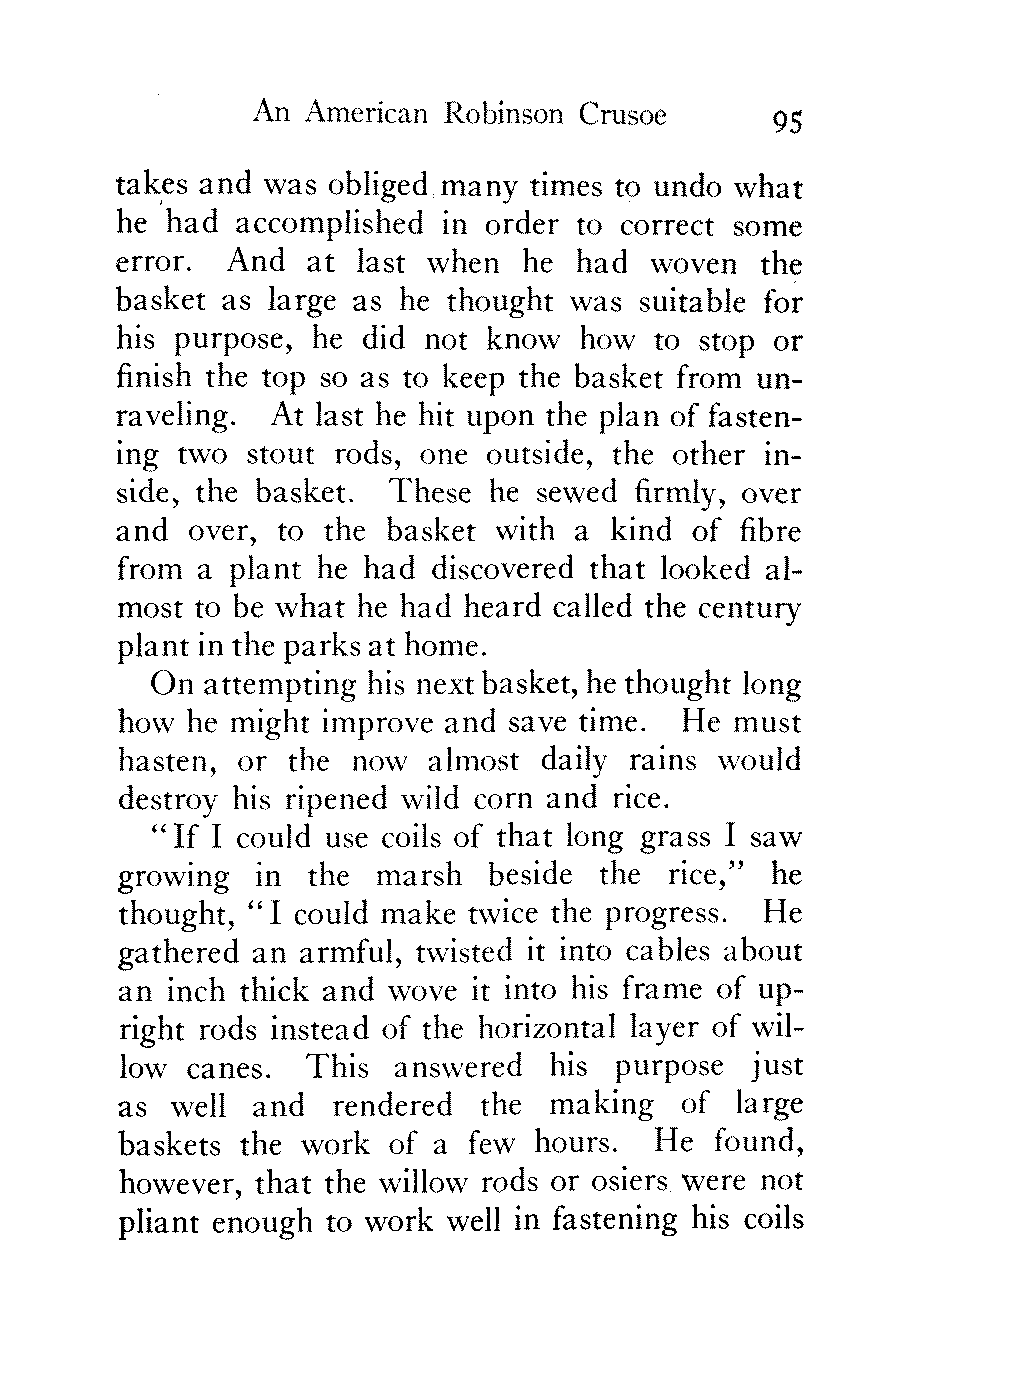 An American Robinson Crusoe 95
takes and was obliged many times to undo what
he had accomplished in order to correct some
error. And at last when he had woven the
basket as large as he thought was suitable for
his purpose, he did not know how to stop or
finish the top so as to keep the basket from un-
raveling. At last he hit upon the plan of fasten-
ing two stout rods, one outside, the other in-
side, the basket. These he sewed firmly, over
and over, to the basket with a kind of fibre
from a plant he had discovered that looked al-
most to be what he had heard called the century
plant in the parks at home.
On attempting his next basket, he thought long
how he might improve and save time. He must
hasten, or the now almost daily rains would
destroy his ripened wild corn and rice.
"If I could use coils of that long grass I saw
growing in the marsh beside the rice," he
thought, "I could make twice the progress. He
gathered an armful, twisted it into cables about
an inch thick and wove it into his frame of up-
right rods instead of the horizontal layer of wil-
low canes. This answered his purpose just
as well and rendered the making of large
baskets the work of a few hours. He found,
however, that the willow rods or osiers were not
pliant enough to work well in fastening his coils